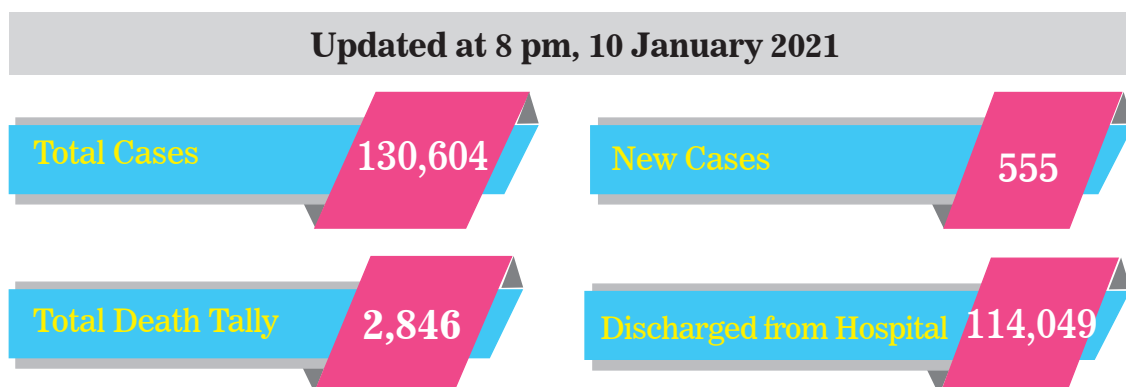 Updated at 8 pm, 10 January 2021
Total Cases 130,604
New Cases 555
Total Death Tally 2,846
Discharged from Hospital 114,049